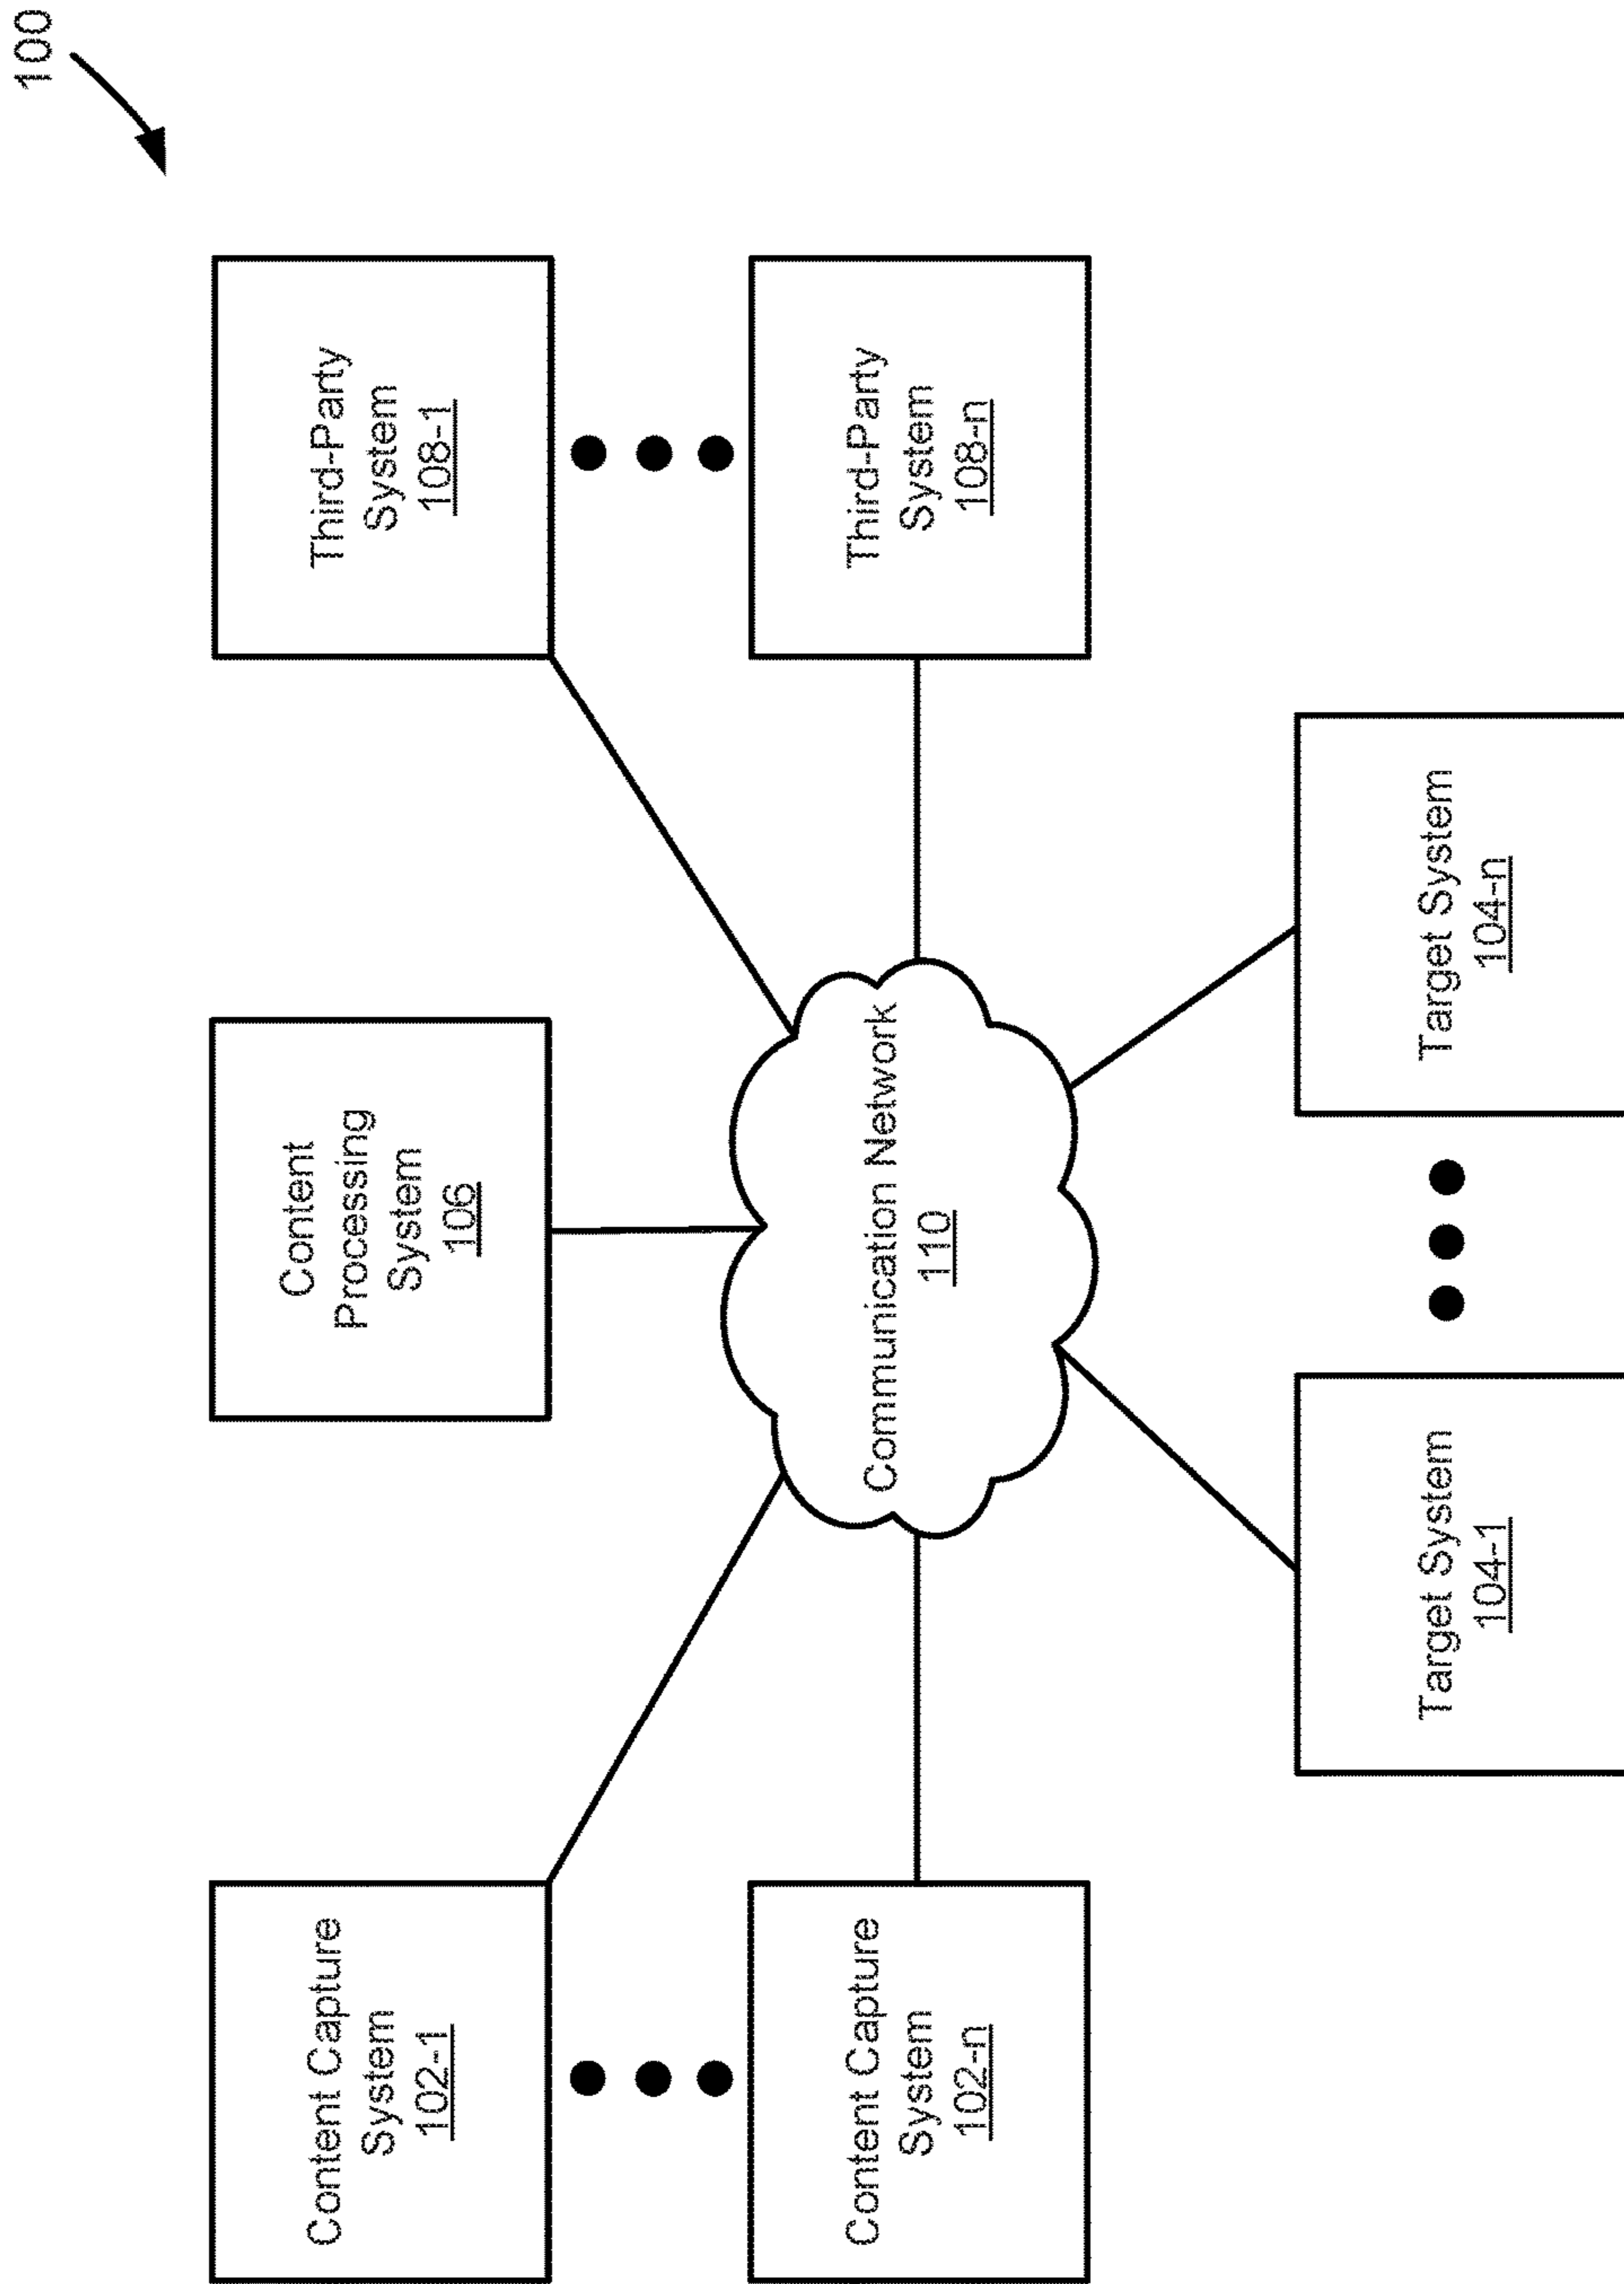 100
Content Capture
System
102-1
Content
Processing
System
106
Third-Party
System
108-1
Content Capture
System
102-n
Communication Network
110
Third-Party
System
108-n
Target System
104-1
Target System
104-n